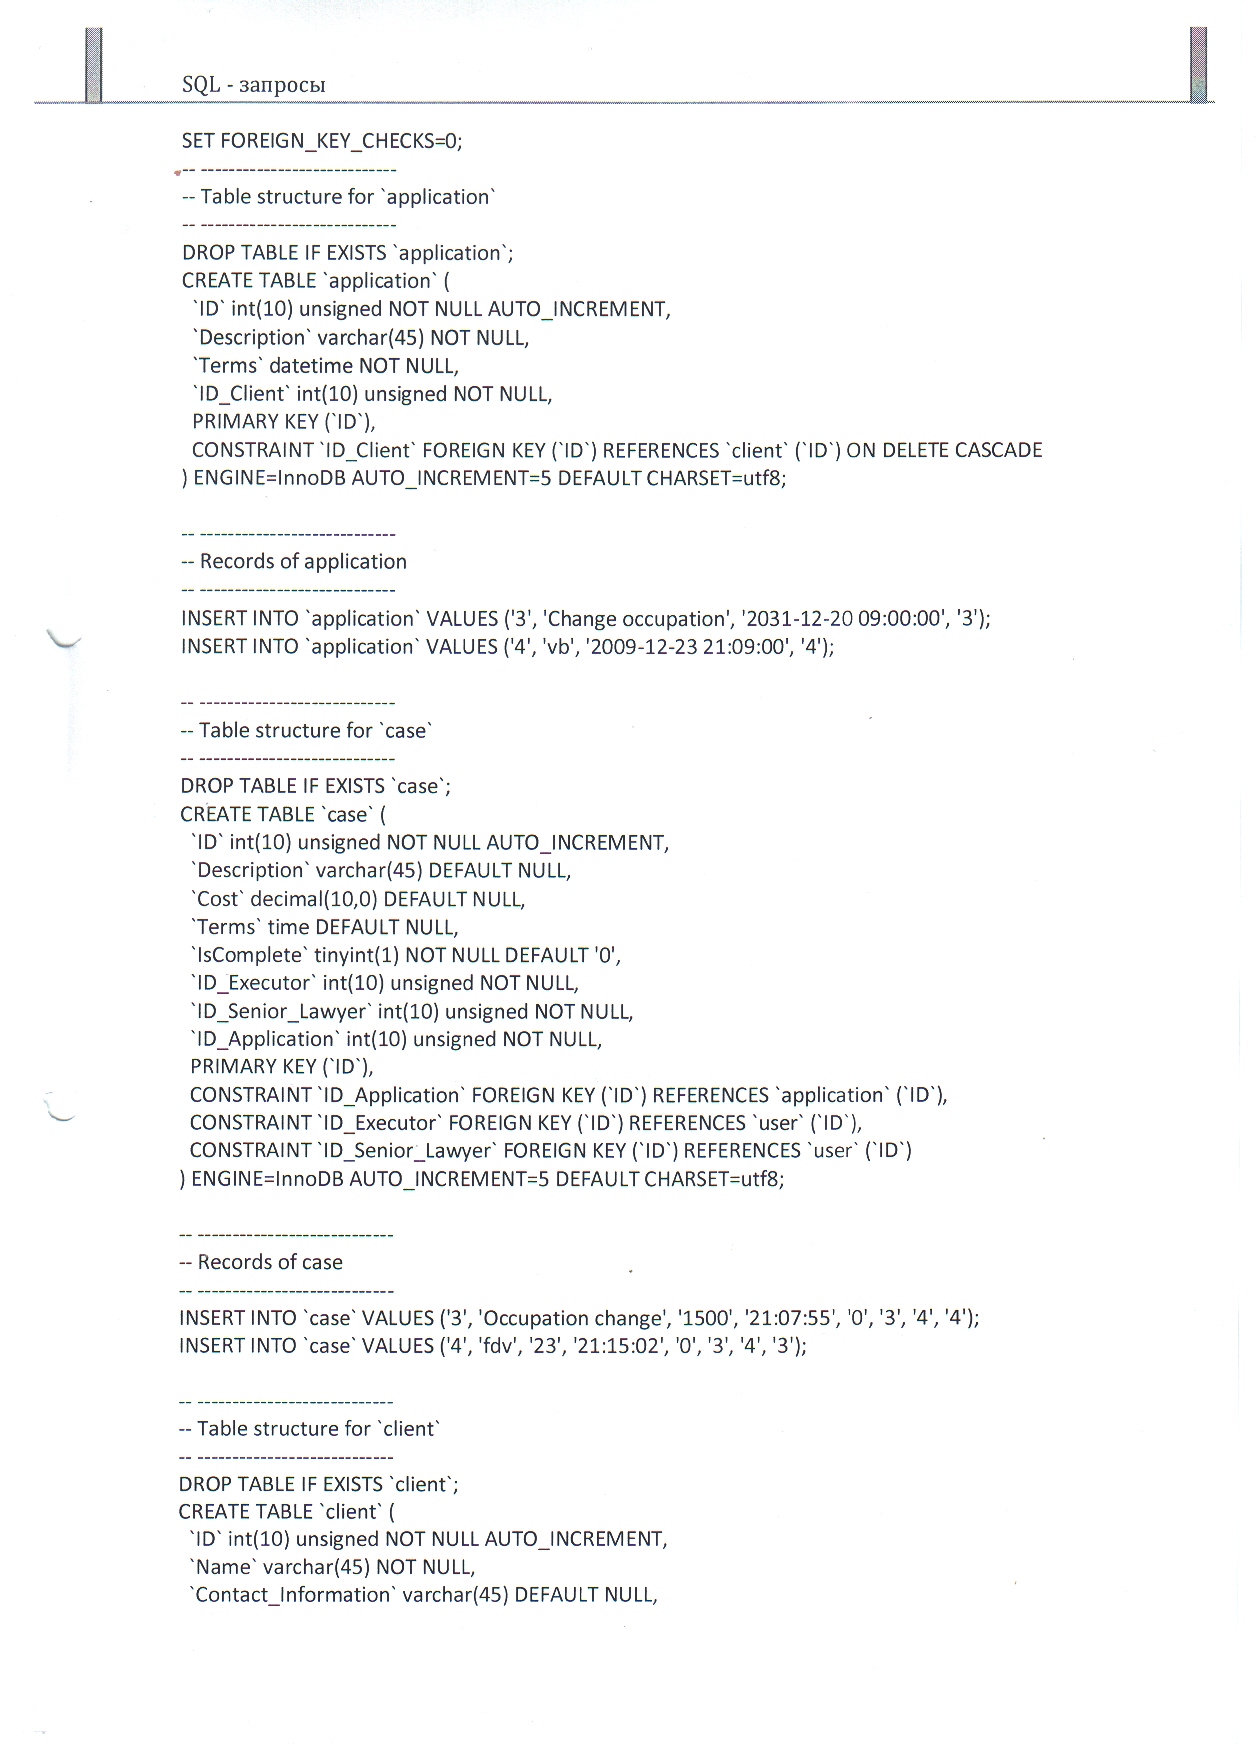 SQL - запросы
SET FOREIGN_KEY_CHECKS=0;
-- ----------------------------
-- Table structure for `application`
-- ----------------------------
DROP TABLE IF EXISTS `application`;
CREATE TABLE `application` (
`ID` int(10) unsigned NOT NULL AUTO_INCREMENT,
`Description` varchar(45) NOT NULL,
`Terms` datetime NOT NULL,
`ID_Client` int(10) unsigned NOT NULL,
PRIMARY KEY (`ID`),
CONSTRAINT `ID_Client` FOREIGN KEY (`ID`) REFERENCES `client` (`ID`) ON DELETE CASCADE
) ENGINE=InnoDB AUTO_INCREMENT=5 DEFAULT CHARSET=utf8;
-- ----------------------------
-- Records of application
-- ----------------------------
INSERT INTO `application` VALUES ('3', 'Change occupation', '2031-12-20 09:00:00', '3');
INSERT INTO `application` VALUES ('4', 'vb', '2009-12-23 21:09:00', '4');
-- ----------------------------
-- Table structure for `case`
-- ----------------------------
DROP TABLE IF EXISTS `case`;
CREATE TABLE `case` (
`ID` int(10) unsigned NOT NULL AUTO_INCREMENT,
`Description` varchar(45) DEFAULT NULL,
`Cost` decimal(10,0) DEFAULT NULL,
`Terms` time DEFAULT NULL,
`IsComplete` tinyint(1) NOT NULL DEFAULT '0',
`ID_Executor` int(10) unsigned NOT NULL,
`ID_Senior_Lawyer` int(10) unsigned NOT NULL,
`ID_Application` int(10) unsigned NOT NULL,
PRIMARY KEY (`ID`),
CONSTRAINT `ID_Application` FOREIGN KEY (`ID`) REFERENCES `application` (`ID`),
CONSTRAINT `ID_Executor` FOREIGN KEY (`ID`) REFERENCES `user` (`ID`),
CONSTRAINT `ID_Senior_Lawyer` FOREIGN KEY (`ID`) REFERENCES `user` (`ID`)
) ENGINE=InnoDB AUTO_INCREMENT=5 DEFAULT CHARSET=utf8;
-- ----------------------------
-- Records of case
-- ----------------------------
INSERT INTO `case` VALUES ('3', 'Occupation change', '1500', '21:07:55', '0', '3', '4', '4');
INSERT INTO `case` VALUES ('4', 'fdv', '23', '21:15:02', '0', '3', '4', '3');
-- ----------------------------
-- Table structure for `client`
-- ----------------------------
DROP TABLE IF EXISTS `client`;
CREATE TABLE `client` (
`ID` int(10) unsigned NOT NULL AUTO_INCREMENT,
`Name` varchar(45) NOT NULL,
`Contact_Information` varchar(45) DEFAULT NULL,